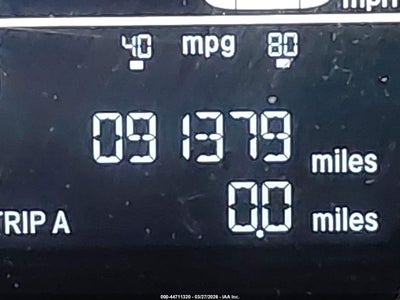 mph
40 mpg 80
091379 miles
TRIP A 0.0 miles
000-44711320 - 03/27/2026 - IAA Inc.